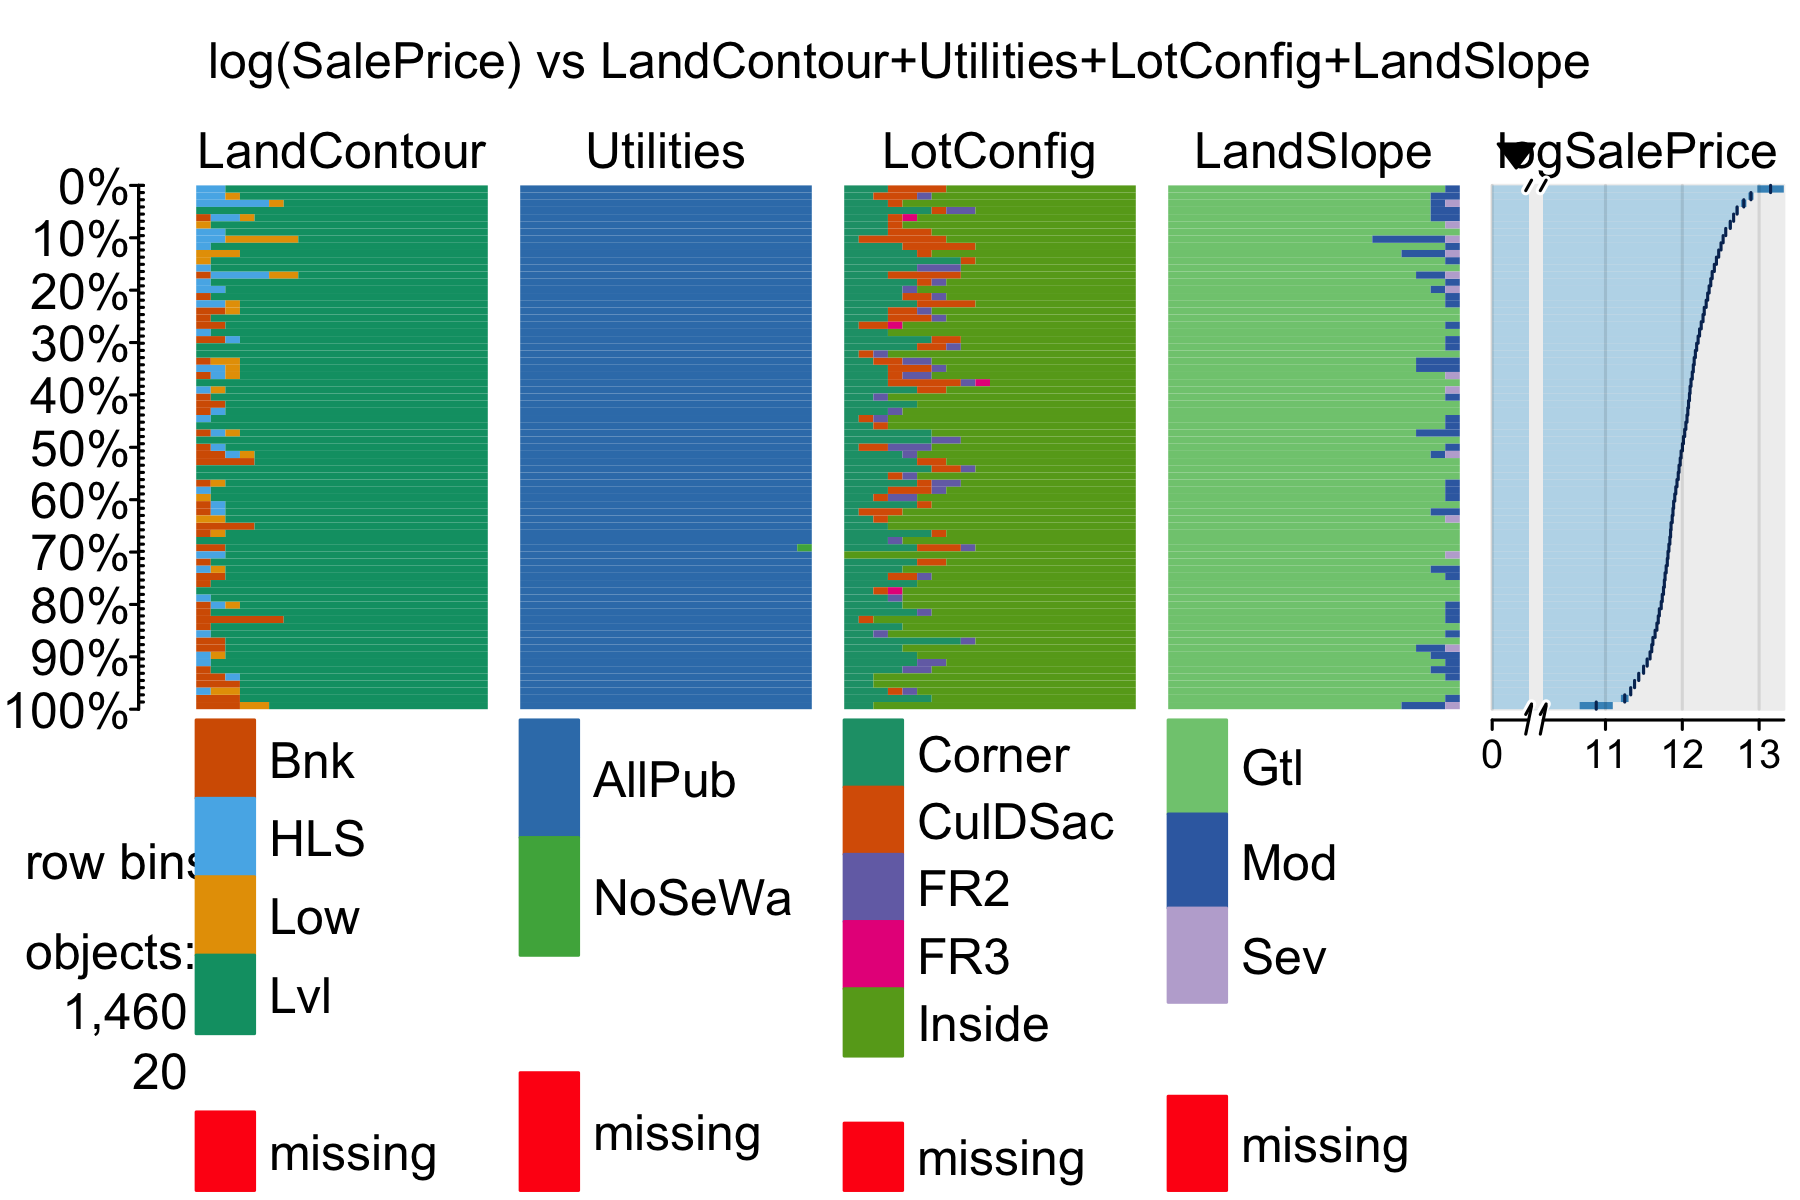 log(SalePrice) vs LandContour+Utilities+LotConfig+LandSlope
LandContour
Utilities
LotConfig
LandSlope
logSalePrice
0%
10%
20%
30%
40%
50%
60%
70%
80%
90%
100%
0
11
12
13
row bins
objects:
1,460
20
Bnk
HLS
Low
Lvl
missing
AllPub
NoSeWa
missing
Corner
CulDSac
FR2
FR3
Inside
missing
Gtl
Mod
Sev
missing